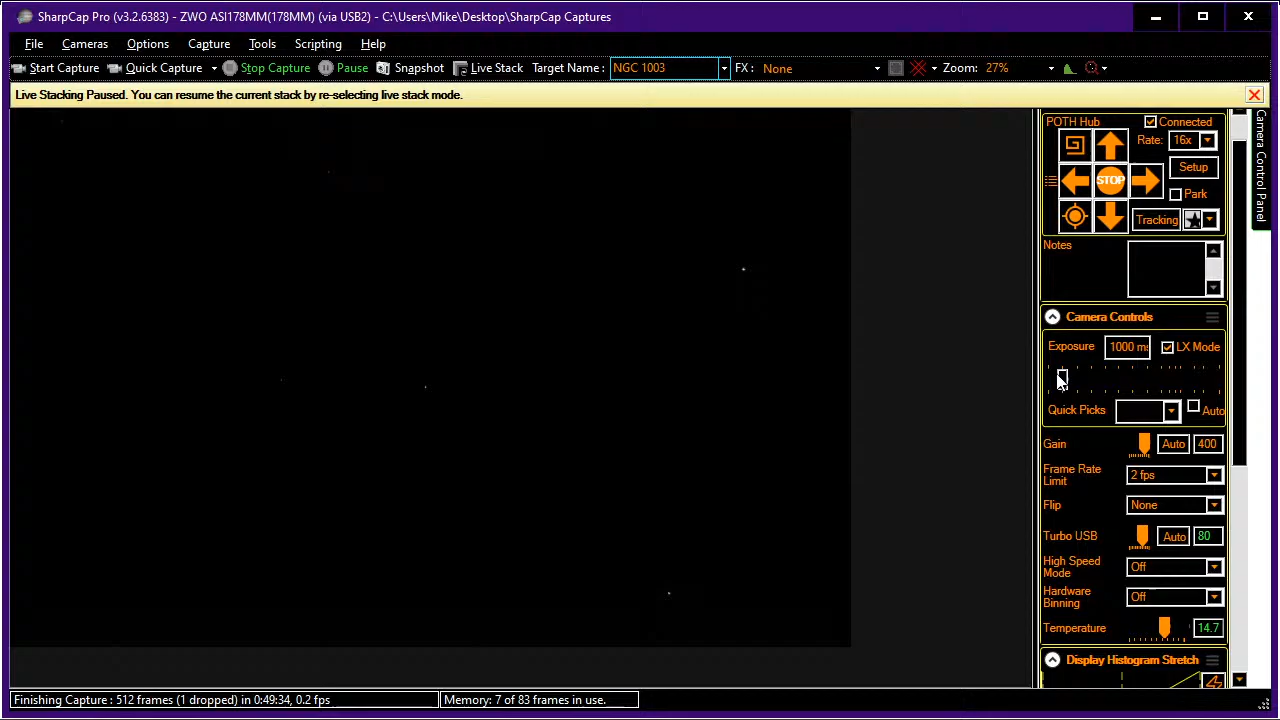 SharpCap Pro (v3.2.6383) - ZWO ASI178MM(178MM) (via USB2) - C:\Users\Mike\Desktop\SharpCap Captures
File Cameras Options Capture Tools Scripting Help
Start Capture Quick Capture Stop Capture Pause Snapshot Live Stack Target Name : NGC 1003 FX : None Zoom: 27%
Live Stacking Paused. You can resume the current stack by re-selecting live stack mode.
Camera Control Panel
POTH Hub Connected
Rate: 16x
STOP
Setup
Park
Tracking
Notes
Camera Controls
Exposure 1000 ms LX Mode
Quick Picks Auto
Gain Auto 400
Frame Rate
Limit
2 fps
Flip None
Turbo USB Auto 80
High Speed
Mode
Off
Hardware
Binning
Off
Temperature 14.7
Display Histogram Stretch
Finishing Capture : 512 frames (1 dropped) in 0:49:34, 0.2 fps Memory: 7 of 83 frames in use.